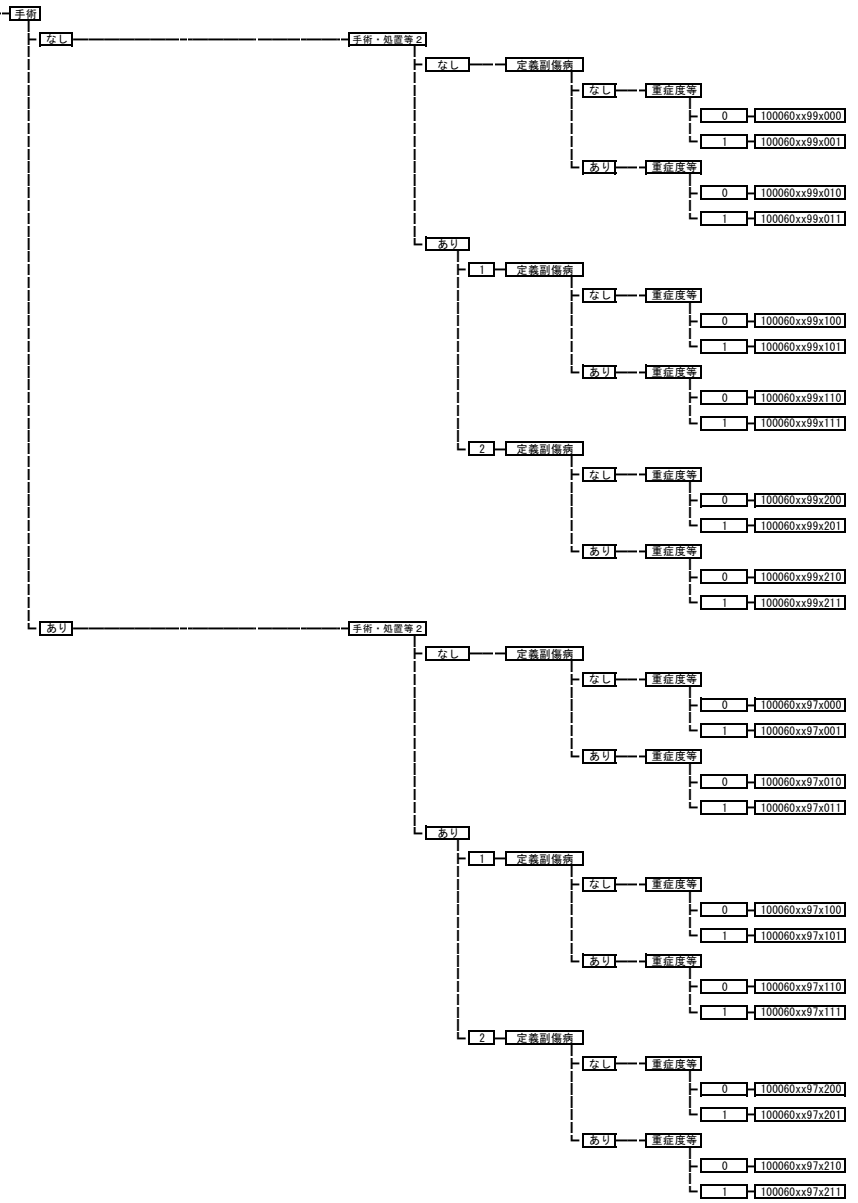 手術
なし 手術・処置等2
なし 定義副傷病
なし 重症度等
0 100060xx99x000
1 100060xx99x001
あり 重症度等
0 100060xx99x010
1 100060xx99x011
あり
1 定義副傷病
なし 重症度等
0 100060xx99x100
1 100060xx99x101
あり 重症度等
0 100060xx99x110
1 100060xx99x111
2 定義副傷病
なし 重症度等
0 100060xx99x200
1 100060xx99x201
あり 重症度等
0 100060xx99x210
1 100060xx99x211
あり 手術・処置等2
なし 定義副傷病
なし 重症度等
0 100060xx97x000
1 100060xx97x001
あり 重症度等
0 100060xx97x010
1 100060xx97x011
あり
1 定義副傷病
なし 重症度等
0 100060xx97x100
1 100060xx97x101
あり 重症度等
0 100060xx97x110
1 100060xx97x111
2 定義副傷病
なし 重症度等
0 100060xx97x200
1 100060xx97x201
あり 重症度等
0 100060xx97x210
1 100060xx97x211